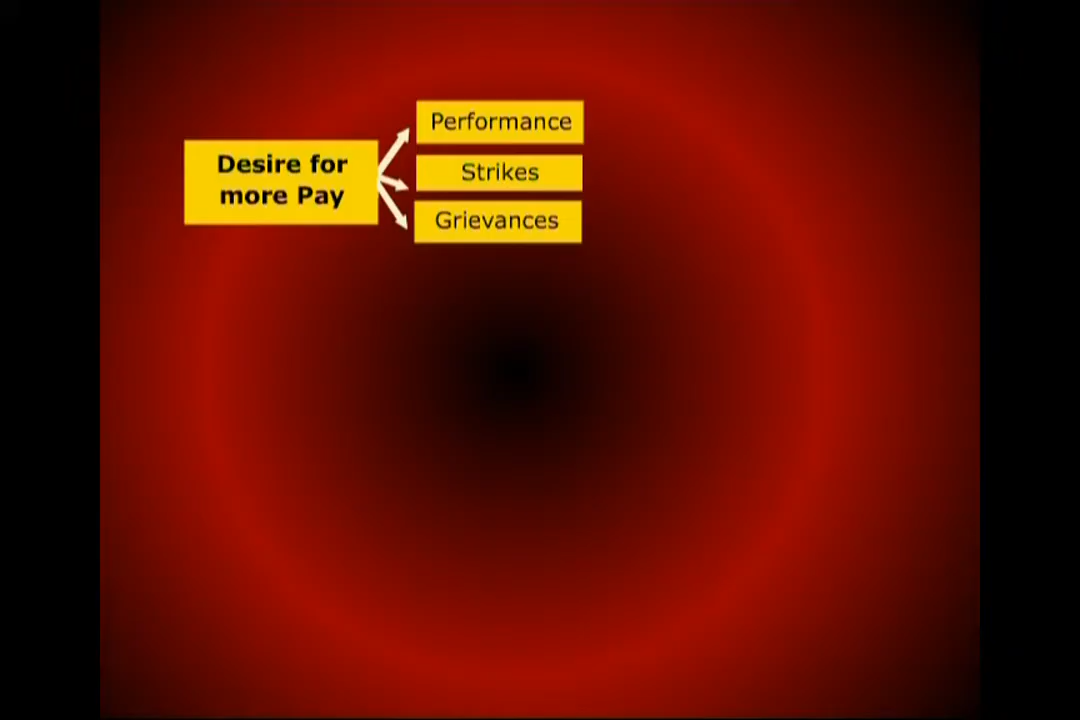 Desire for
more Pay
Performance
Strikes
Grievances